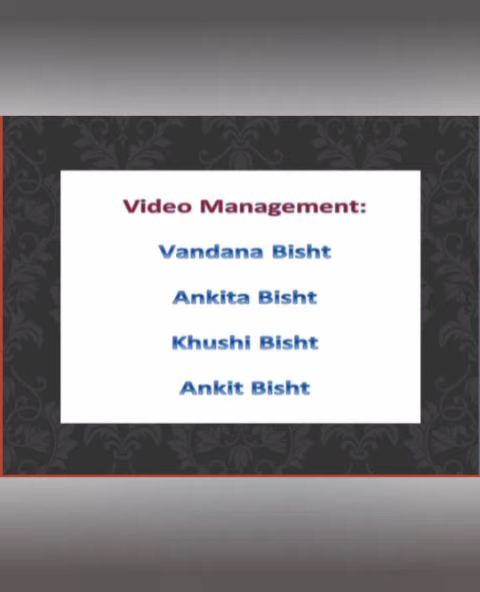 Video Management:
Vandana Bisht
Ankita Bisht
Khushi Bisht
Ankit Bisht